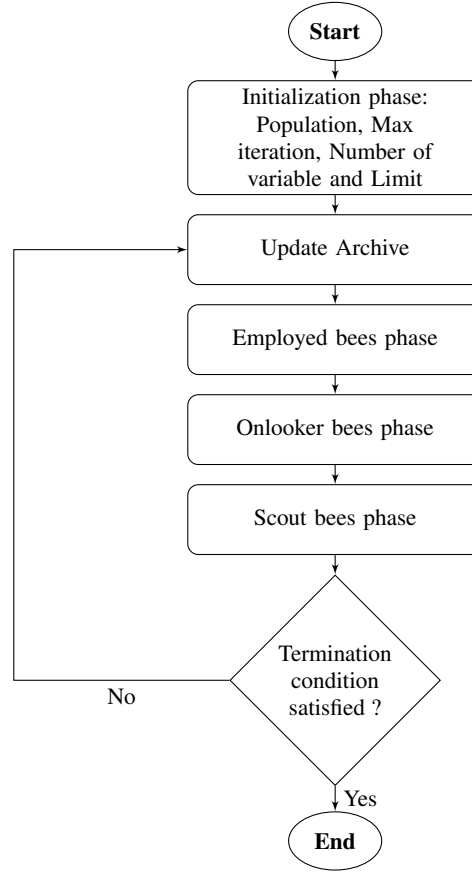 Start
Initialization phase:
Population, Max
iteration, Number of
variable and Limit
Update Archive
Employed bees phase
Onlooker bees phase
Scout bees phase
Termination
condition
satisfied ?
No
Yes
End